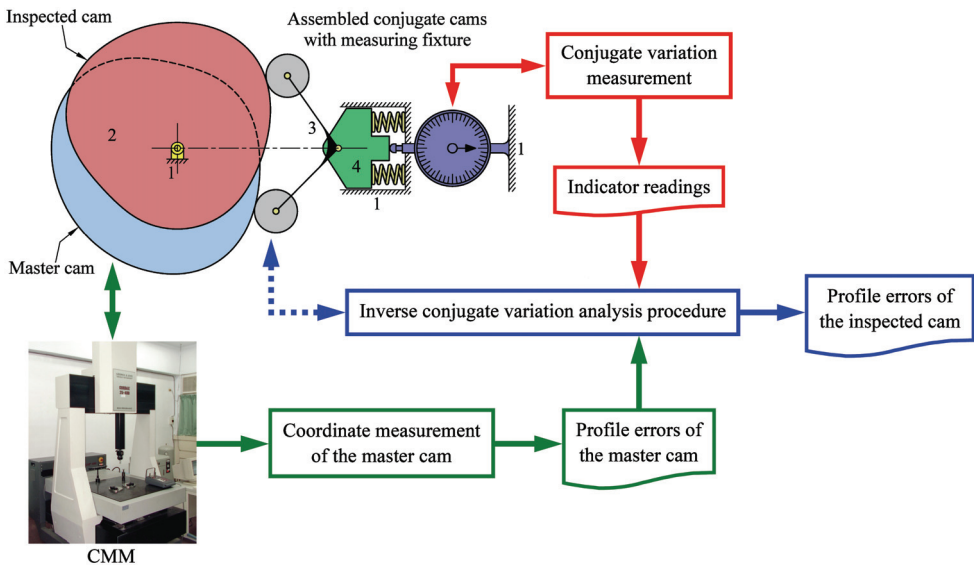 Inspected cam
Assembled conjugate cams
with measuring fixture
Conjugate variation
measurement
2
3
1
4
1
1
Indicator readings
Master cam
Inverse conjugate variation analysis procedure
Profile errors of
the inspected cam
Coordinate measurement
of the master cam
Profile errors of
the master cam
CMM